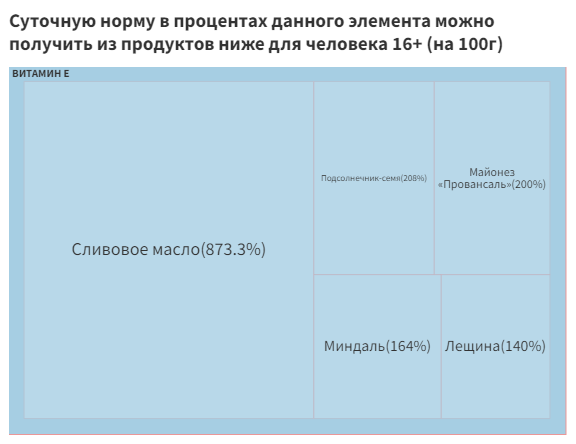 Суточную норму в процентах данного элемента можно
получить из продуктов ниже для человека 16+ (на 100г)
ВИТАМИН E
Сливовое масло(873.3%)
Подсолнечник-семя(208%)
Майонез
«Провансаль»(200%)
Миндаль(164%)
Лещина(140%)